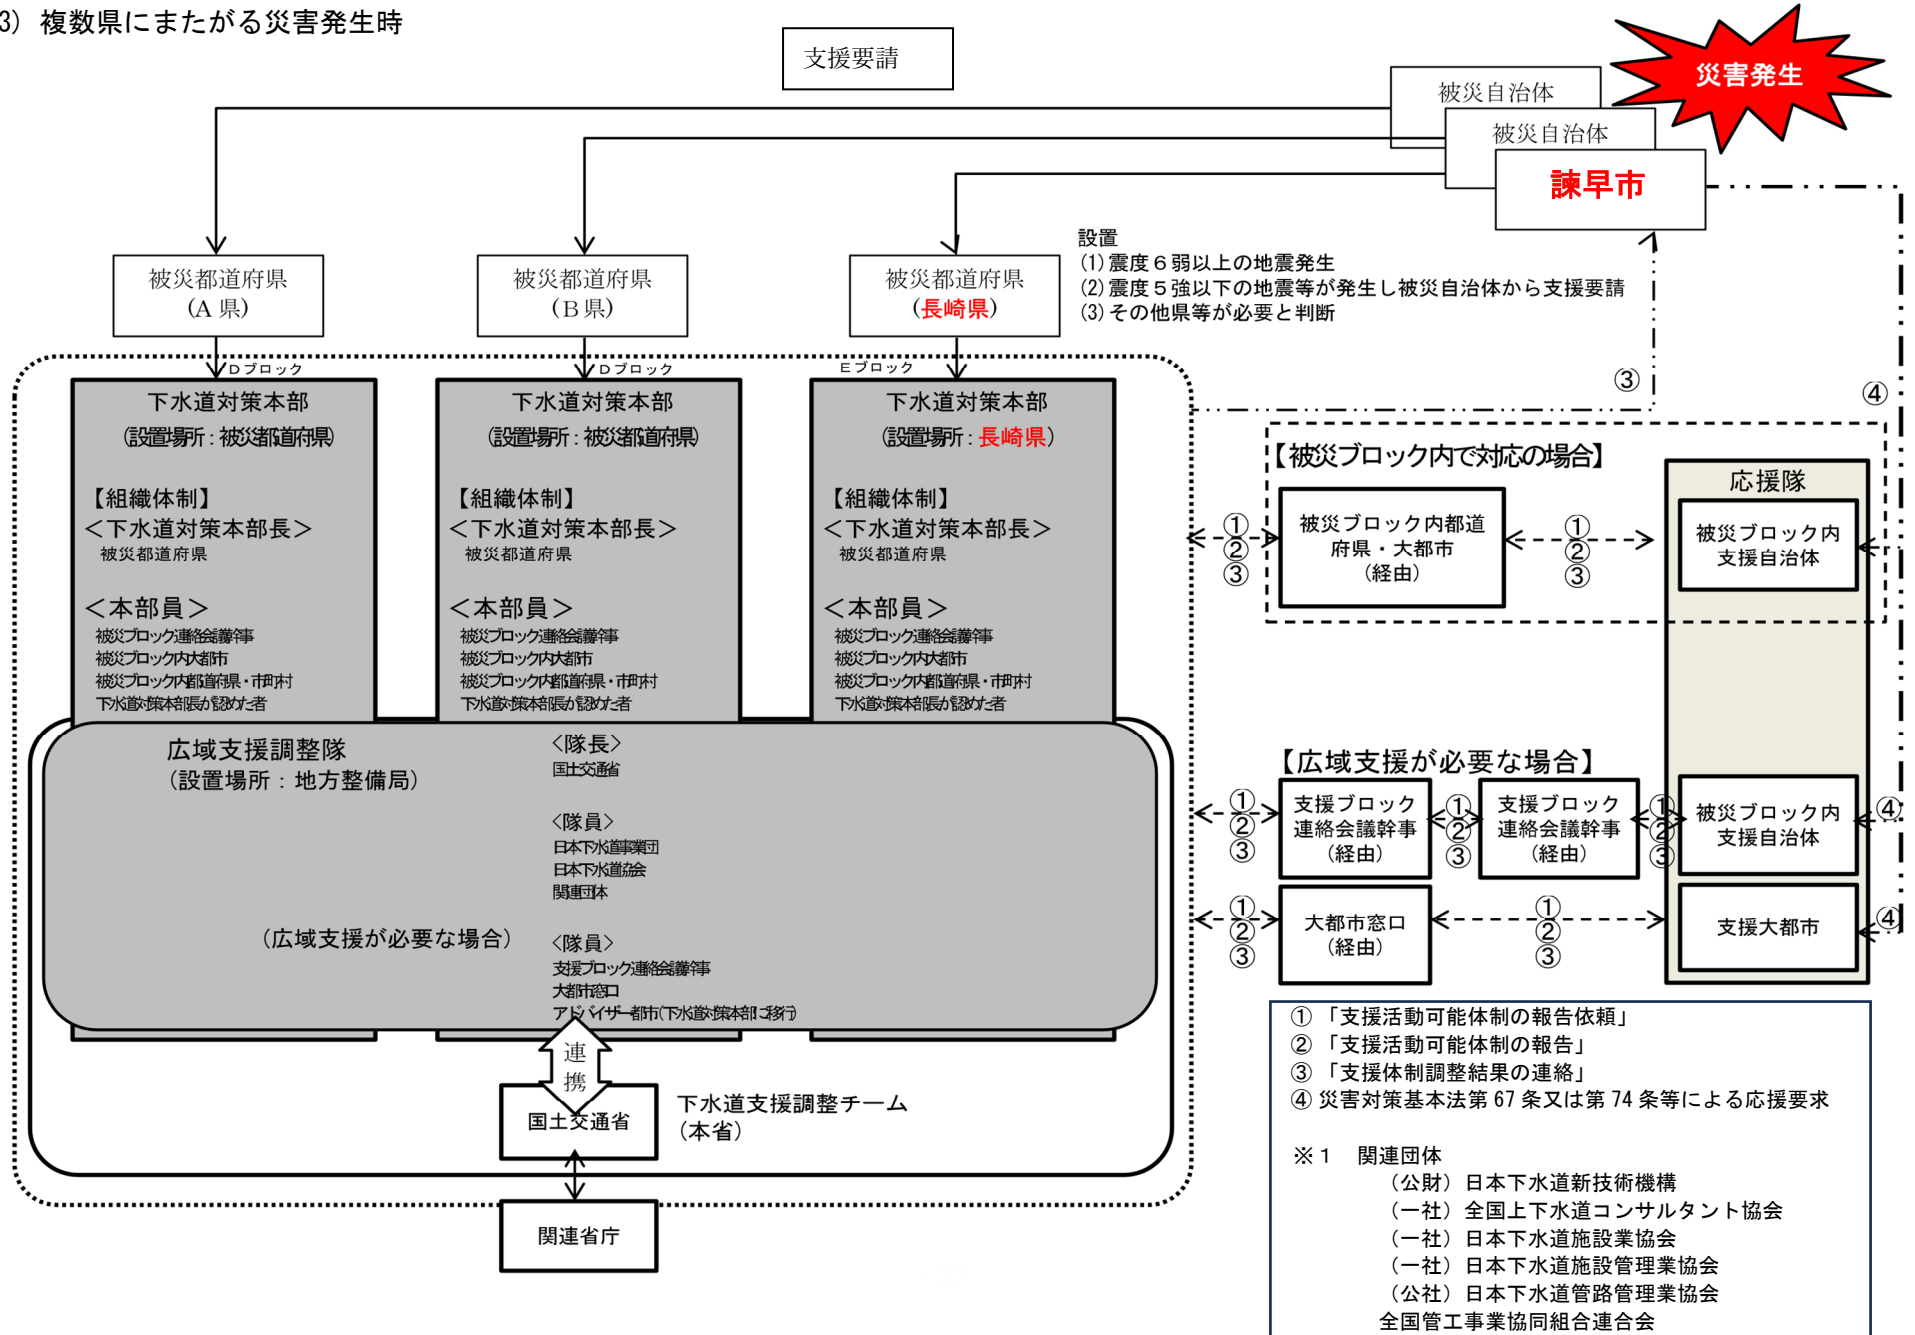 3) 複数県にまたがる災害発生時
支援要請
災害発生
被災自治体
被災自治体
諫早市
被災都道府県
(A 県)
被災都道府県
(B 県)
被災都道府県
(長崎県)
設置
(1)震度６弱以上の地震発生
(2)震度５強以下の地震等が発生し被災自治体から支援要請
(3)その他県等が必要と判断
Dブロック
Dブロック
Eブロック
下水道対策本部
(設置場所：被災都道府県)
【組織体制】
＜下水道対策本部長＞
被災都道府県
＜本部員＞
被災ブロック連絡会議幹事
被災ブロック内大都市
被災ブロック内都道府県・市町村
下水道対策本部長が認めた者
下水道対策本部
(設置場所：被災都道府県)
【組織体制】
＜下水道対策本部長＞
被災都道府県
＜本部員＞
被災ブロック連絡会議幹事
被災ブロック内大都市
被災ブロック内都道府県・市町村
下水道対策本部長が認めた者
下水道対策本部
(設置場所：長崎県)
【組織体制】
＜下水道対策本部長＞
被災都道府県
＜本部員＞
被災ブロック連絡会議幹事
被災ブロック内大都市
被災ブロック内都道府県・市町村
下水道対策本部長が認めた者
広域支援調整隊
(設置場所：地方整備局)
〈隊長〉
国土交通省
〈隊員〉
日本下水道事業団
日本下水道協会
関連団体
(広域支援が必要な場合)
〈隊員〉
支援ブロック連絡会議幹事
大都市窓口
アドバイザー都市(下水道対策本部に移行)
連
携
国土交通省
下水道支援調整チーム
(本省)
関連省庁
③
④
【被災ブロック内で対応の場合】
①
②
③
被災ブロック内都道
府県・大都市
(経由)
①
②
③
応援隊
被災ブロック内
支援自治体
【広域支援が必要な場合】
①
②
③
支援ブロック
連絡会議幹事
(経由)
①
②
③
支援ブロック
連絡会議幹事
(経由)
①
②
③
被災ブロック内
支援自治体
④
①
②
③
大都市窓口
(経由)
①
②
③
支援大都市
④
①「支援活動可能体制の報告依頼」
②「支援活動可能体制の報告」
③「支援体制調整結果の連絡」
④ 災害対策基本法第 67 条又は第 74 条等による応援要求
※１　関連団体
（公財）日本下水道新技術機構
（一社）全国上下水道コンサルタント協会
（一社）日本下水道施設業協会
（一社）日本下水道施設管理業協会
（公社）日本下水道管路管理業協会
全国管工事業協同組合連合会